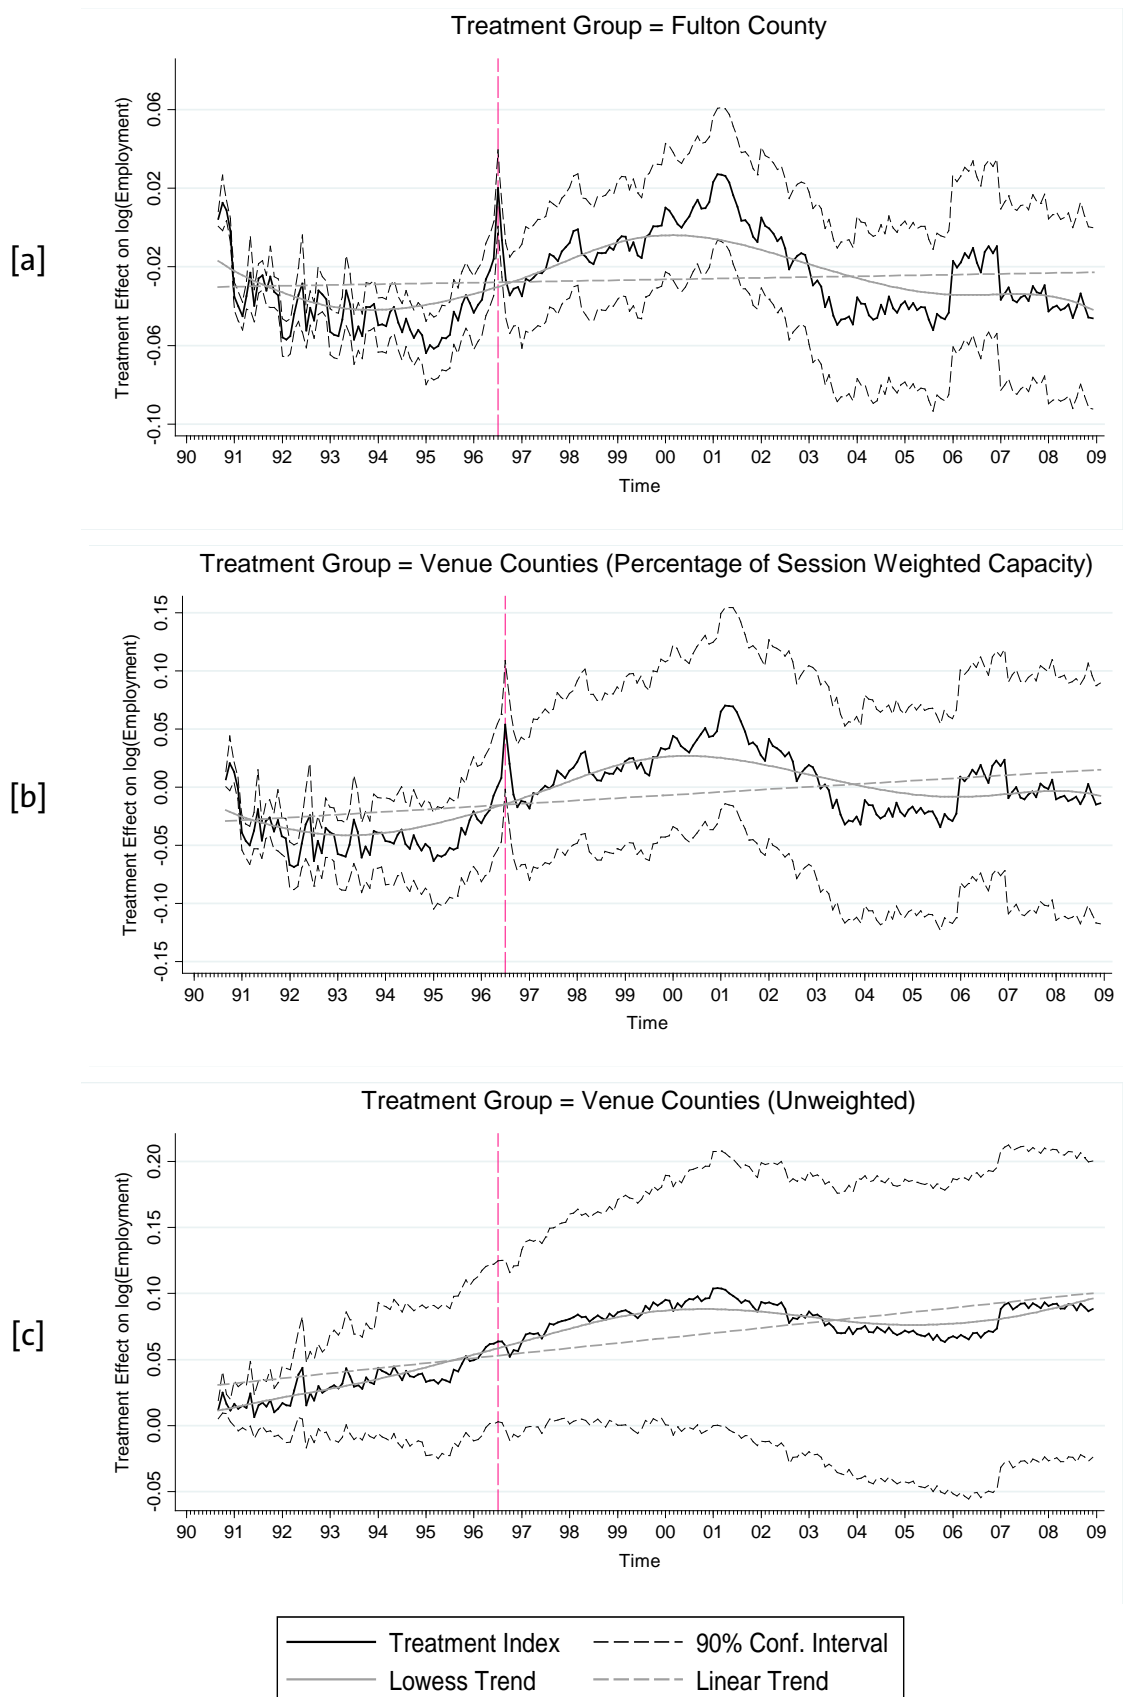 Treatment Group = Fulton County
[a]
Treatment Effect on log(Employment)
0.06
0.02
-0.02
-0.06
-0.10
90 91 92 93 94 95 96 97 98 99 00 01 02 03 04 05 06 07 08 09
Time
Treatment Group = Venue Counties (Percentage of Session Weighted Capacity)
[b]
Treatment Effect on log(Employment)
0.15
0.10
0.05
0.00
-0.05
-0.10
-0.15
90 91 92 93 94 95 96 97 98 99 00 01 02 03 04 05 06 07 08 09
Time
Treatment Group = Venue Counties (Unweighted)
[c]
Treatment Effect on log(Employment)
0.20
0.15
0.10
0.05
0.00
-0.05
90 91 92 93 94 95 96 97 98 99 00 01 02 03 04 05 06 07 08 09
Time
Treatment Index 90% Conf. Interval
Lowess Trend Linear Trend